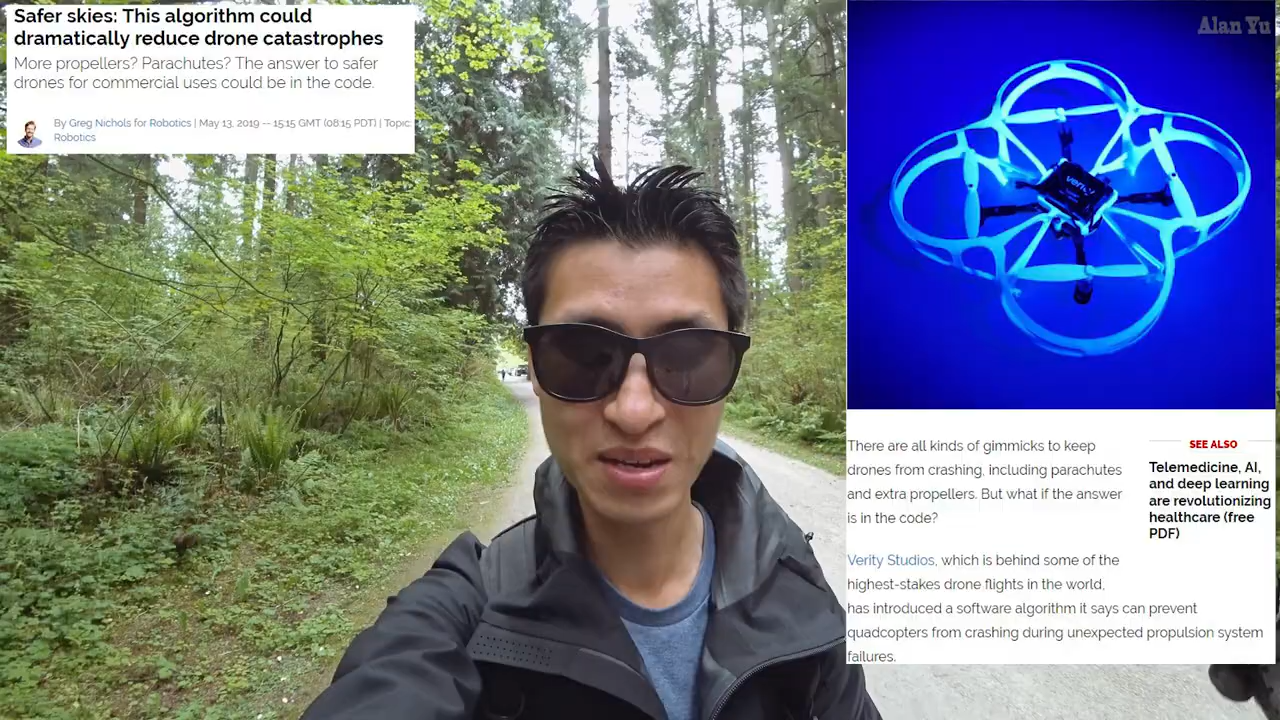 Safer skies: This algorithm could
dramatically reduce drone catastrophes
More propellers? Parachutes? The answer to safer
drones for commercial uses could be in the code.
By Greg Nichols for Robotics | May 13, 2019 -- 15:15 GMT (08:15 PDT) | Topic:
Robotics
Alan Yu
verity
There are all kinds of gimmicks to keep
drones from crashing, including parachutes
and extra propellers. But what if the answer
is in the code?
Verity Studios, which is behind some of the
highest-stakes drone flights in the world,
has introduced a software algorithm it says can prevent
quadcopters from crashing during unexpected propulsion system
failures.
SEE ALSO
Telemedicine, AI,
and deep learning
are revolutionizing
healthcare (free
PDF)